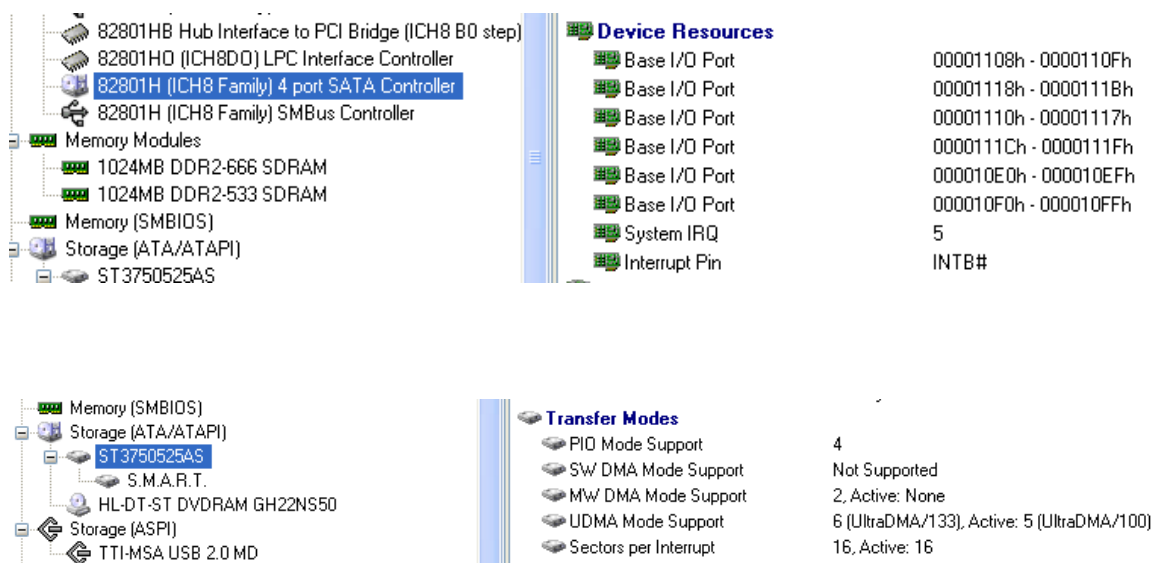 82801HB Hub Interface to PCI Bridge (ICH8 B0 step)
82801HO (ICH8DO) LPC Interface Controller
82801H (ICH8 Family) 4 port SATA Controller
82801H (ICH8 Family) SMBus Controller
Memory Modules
1024MB DDR2-666 SDRAM
1024MB DDR2-533 SDRAM
Memory (SMBIOS)
Storage (ATA/ATAPI)
ST3750525AS
Device Resources
Base I/O Port 00001108h - 0000110Fh
Base I/O Port 00001118h - 0000111Bh
Base I/O Port 00001110h - 00001117h
Base I/O Port 0000111Ch - 0000111Fh
Base I/O Port 000010E0h - 000010EFh
Base I/O Port 000010F0h - 000010FFh
System IRQ 5
Interrupt Pin INTB#
Memory (SMBIOS)
Storage (ATA/ATAPI)
ST3750525AS
S.M.A.R.T.
HL-DT-ST DVDRAM GH22NS50
Storage (ASPI)
TTI-MSA USB 2.0 MD
Transfer Modes
PIO Mode Support 4
SW DMA Mode Support Not Supported
MW DMA Mode Support 2, Active: None
UDMA Mode Support 6 (UltraDMA/133), Active: 5 (UltraDMA/100)
Sectors per Interrupt 16, Active: 16